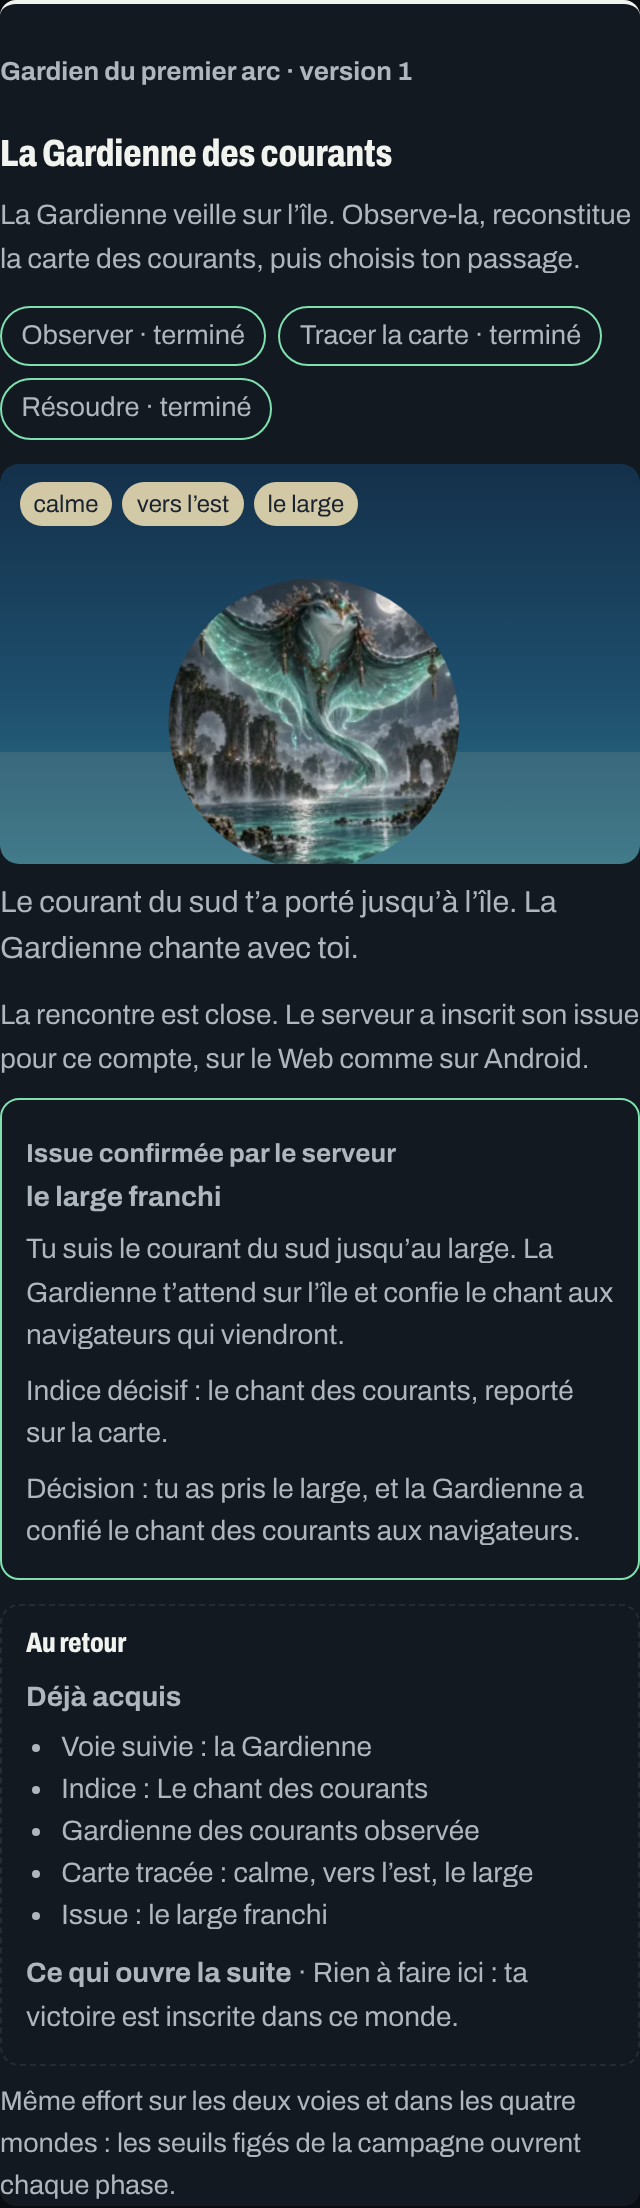 Gardien du premier arc · version 1
La Gardienne des courants
La Gardienne veille sur l’île. Observe-la, reconstitue
la carte des courants, puis choisis ton passage.
Observer · terminé
Tracer la carte · terminé
Résoudre · terminé
calme
vers l’est
le large
Le courant du sud t’a porté jusqu’à l’île. La
Gardienne chante avec toi.
La rencontre est close. Le serveur a inscrit son issue
pour ce compte, sur le Web comme sur Android.
Issue confirmée par le serveur
le large franchi
Tu suis le courant du sud jusqu’au large. La
Gardienne t’attend sur l’île et confie le chant aux
navigateurs qui viendront.
Indice décisif : le chant des courants, reporté
sur la carte.
Décision : tu as pris le large, et la Gardienne a
confié le chant des courants aux navigateurs.
Au retour
Déjà acquis
• Voie suivie : la Gardienne
• Indice : Le chant des courants
• Gardienne des courants observée
• Carte tracée : calme, vers l’est, le large
• Issue : le large franchi
Ce qui ouvre la suite · Rien à faire ici : ta
victoire est inscrite dans ce monde.
Même effort sur les deux voies et dans les quatre
mondes : les seuils figés de la campagne ouvrent
chaque phase.